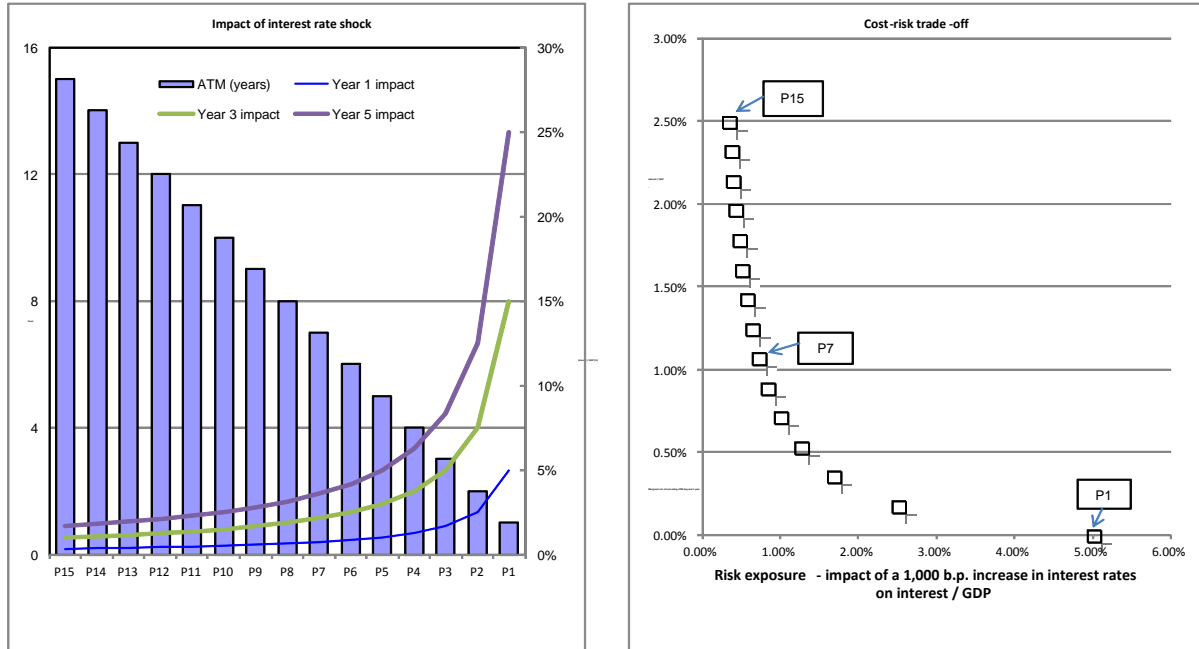 Impact of interest rate shock
16
14
12
8
4
0
30%
25%
20%
15%
10%
5%
0%
ATM (years)
Year 1 impact
Year 3 impact
Year 5 impact
P15 P14 P13 P12 P11 P10 P9 P8 P7 P6 P5 P4 P3 P2 P1
Cost-risk trade -off
3.00%
2.50%
2.00%
1.50%
1.00%
0.50%
0.00%
P15
P7
P1
0.00% 1.00% 2.00% 3.00% 4.00% 5.00% 6.00%
Risk exposure - impact of a 1,000 b.p. increase in interest rates
on interest / GDP